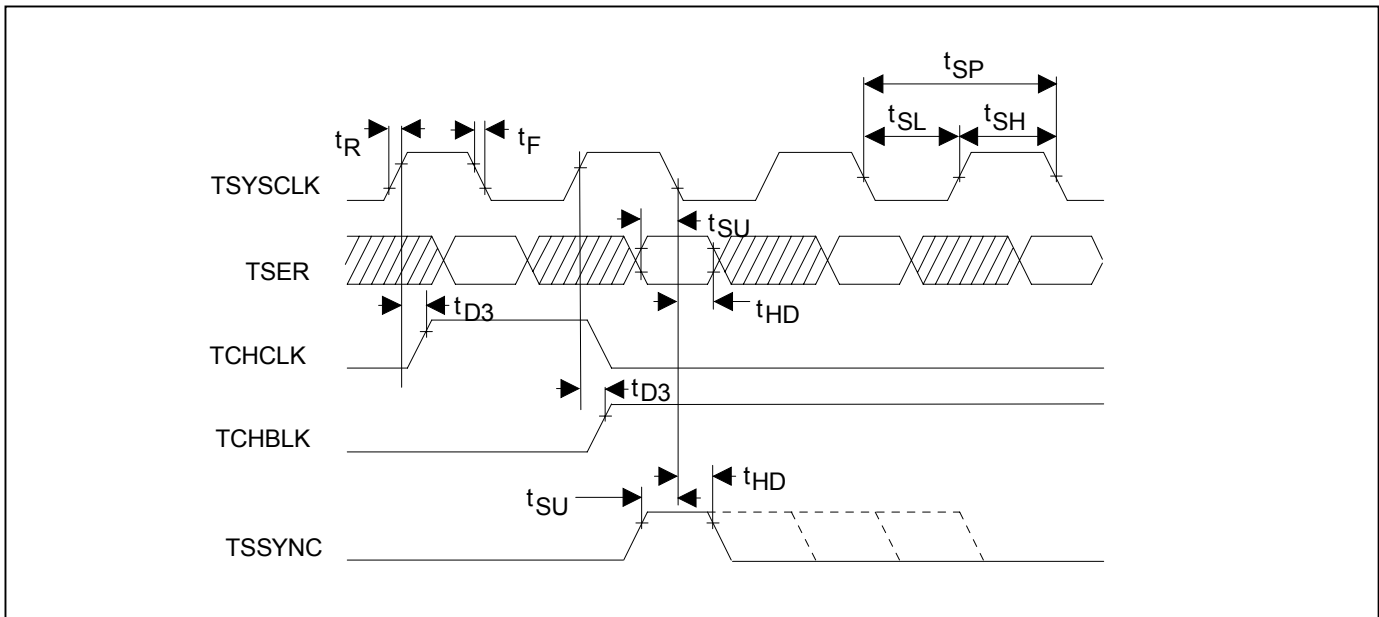 tSP
tSL tSH
tR tF
TSYSCLK
tSU
TSER
tD3 tHD
TCHCLK
tD3
TCHBLK
tSU tHD
TSSYNC